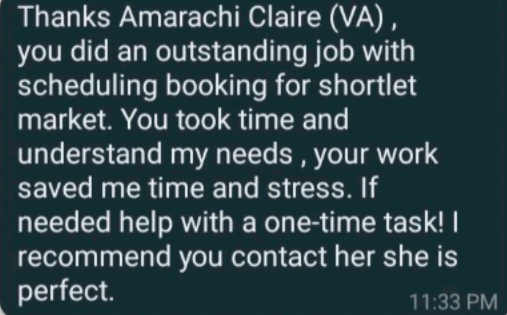 Thanks Amarachi Claire (VA) ,
you did an outstanding job with
scheduling booking for shortlet
market. You took time and
understand my needs , your work
saved me time and stress. If
needed help with a one-time task! I
recommend you contact her she is
perfect.
11:33 PM